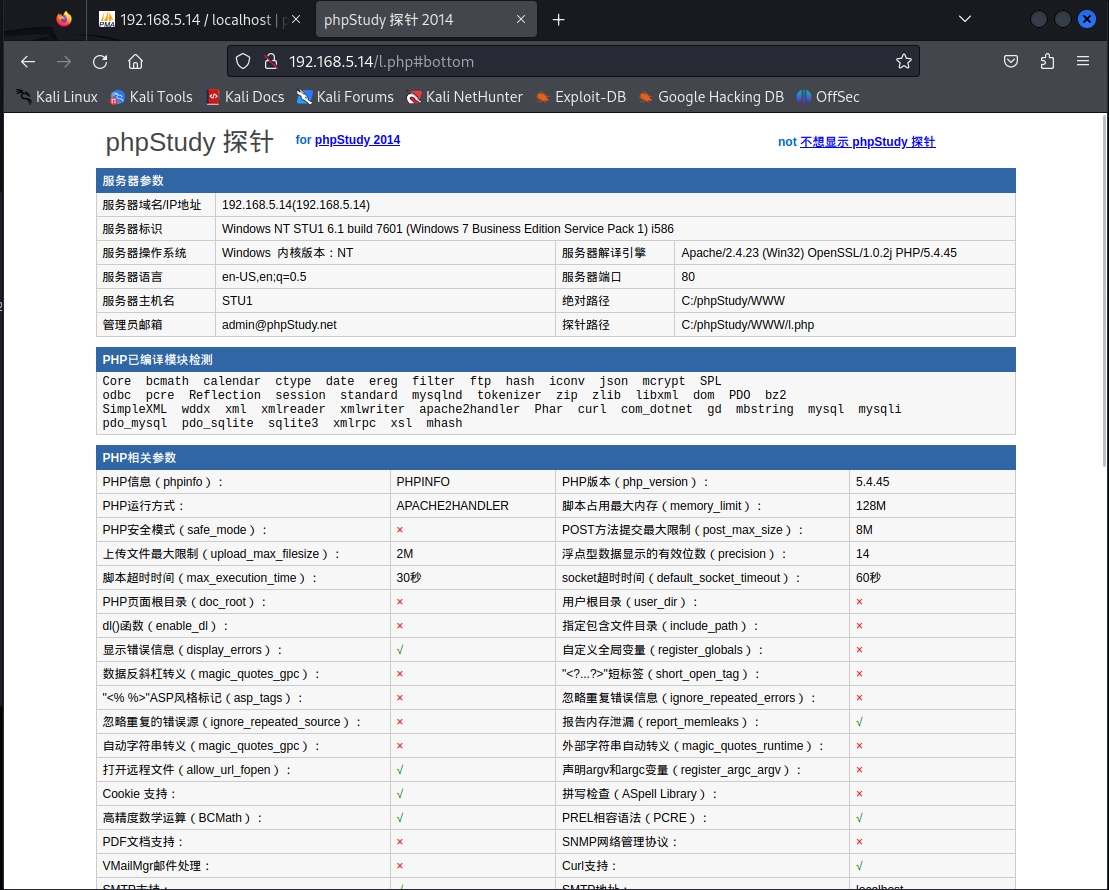 192.168.5.14 / localhost | p
phpStudy 探针 2014
192.168.5.14/l.php#bottom
Kali Linux Kali Tools Kali Docs Kali Forums Kali NetHunter Exploit-DB Google Hacking DB OffSec
phpStudy 探针 for phpStudy 2014 not 不想显示 phpStudy 探针
服务器参数
服务器域名/IP地址 192.168.5.14(192.168.5.14)
服务器标识 Windows NT STU1 6.1 build 7601 (Windows 7 Business Edition Service Pack 1) i586
服务器操作系统 Windows 内核版本：NT 服务器解译引擎 Apache/2.4.23 (Win32) OpenSSL/1.0.2j PHP/5.4.45
服务器语言 en-US,en;q=0.5 服务器端口 80
服务器主机名 STU1 绝对路径 C:/phpStudy/WWW
管理员邮箱 admin@phpStudy.net 探针路径 C:/phpStudy/WWW/l.php
PHP已编译模块检测
Core bcmath calendar ctype date ereg filter ftp hash iconv json mcrypt SPL
odbc pcre Reflection session standard mysqlnd tokenizer zip zlib libxml dom PDO bz2
SimpleXML wddx xml xmlreader xmlwriter apache2handler Phar curl com_dotnet gd mbstring mysql mysqli
pdo_mysql pdo_sqlite sqlite3 xmlrpc xsl mhash
PHP相关参数
PHP信息（phpinfo）： PHPINFO PHP版本（php_version）： 5.4.45
PHP运行方式： APACHE2HANDLER 脚本占用最大内存（memory_limit）： 128M
PHP安全模式（safe_mode）： × POST方法提交最大限制（post_max_size）： 8M
上传文件最大限制（upload_max_filesize）： 2M 浮点型数据显示的有效位数（precision）： 14
脚本超时时间（max_execution_time）： 30秒 socket超时时间（default_socket_timeout）： 60秒
PHP页面根目录（doc_root）： × 用户根目录（user_dir）： ×
dl()函数（enable_dl）： × 指定包含文件目录（include_path）： ×
显示错误信息（display_errors）： √ 自定义全局变量（register_globals）： ×
数据反斜杠转义（magic_quotes_gpc）： × "<?...?>"短标签（short_open_tag）： ×
"<% %>"ASP风格标记（asp_tags）： × 忽略重复错误信息（ignore_repeated_errors）： ×
忽略重复的错误源（ignore_repeated_source）： × 报告内存泄漏（report_memleaks）： √
自动字符串转义（magic_quotes_gpc）： × 外部字符串自动转义（magic_quotes_runtime）： ×
打开远程文件（allow_url_fopen）： √ 声明argv和argc变量（register_argc_argv）： ×
Cookie 支持： √ 拼写检查（ASpell Library）： ×
高精度数学运算（BCMath）： √ PREL相容语法（PCRE）： √
PDF文档支持： × SNMP网络管理协议： ×
VMailMgr邮件处理： × Curl支持： √
SMTP支持： √ SMTP地址： localhost